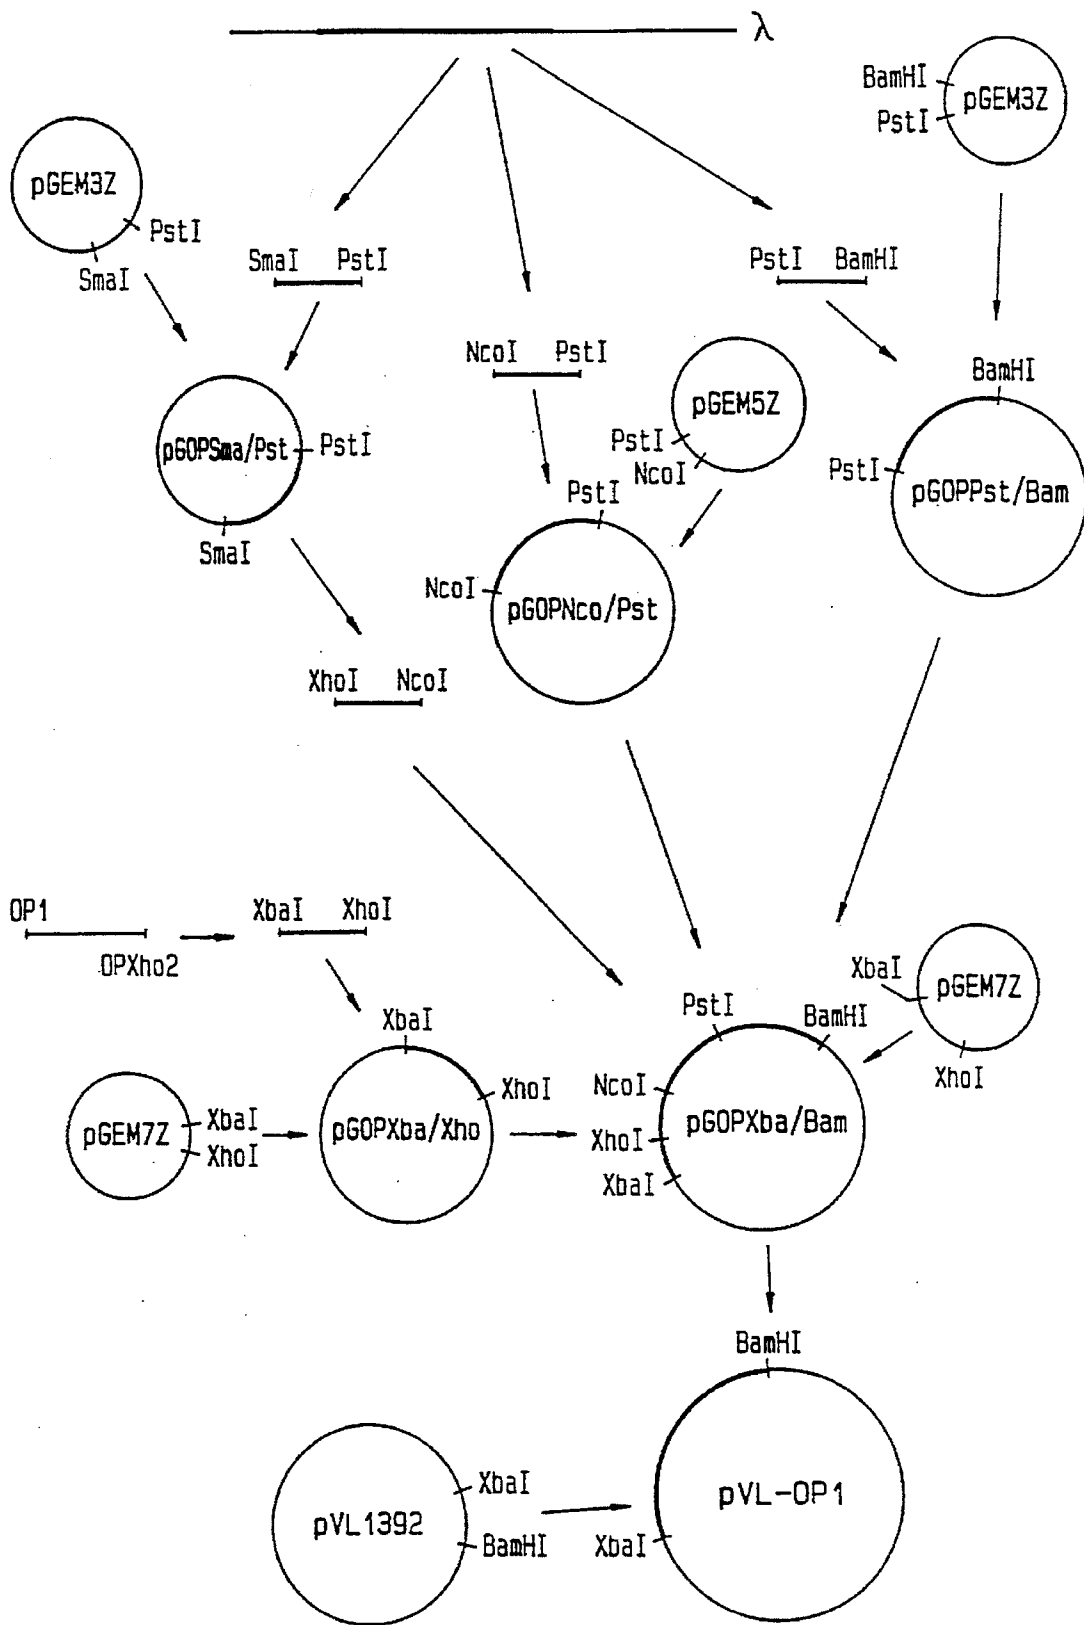 λ
BamHI
PstI
pGEM3Z
pGEM3Z
PstI
SmaI
SmaI PstI
PstI BamHI
NcoI PstI
pGEM5Z
PstI
NcoI
BamHI
PstI
pGOPPst/Bam
pGOPSma/Pst
PstI
SmaI
PstI
NcoI
pGOPNco/Pst
XhoI NcoI
OP1
OPXho2
XbaI XhoI
XbaI
pGEM7Z
XhoI
PstI
BamHI
XbaI
XhoI
pGOPXba/Xho
NcoI
XhoI
XbaI
pGOPXba/Bam
pGEM7Z
XbaI
XhoI
BamHI
pVL-OP1
XbaI
pVL1392
XbaI
BamHI